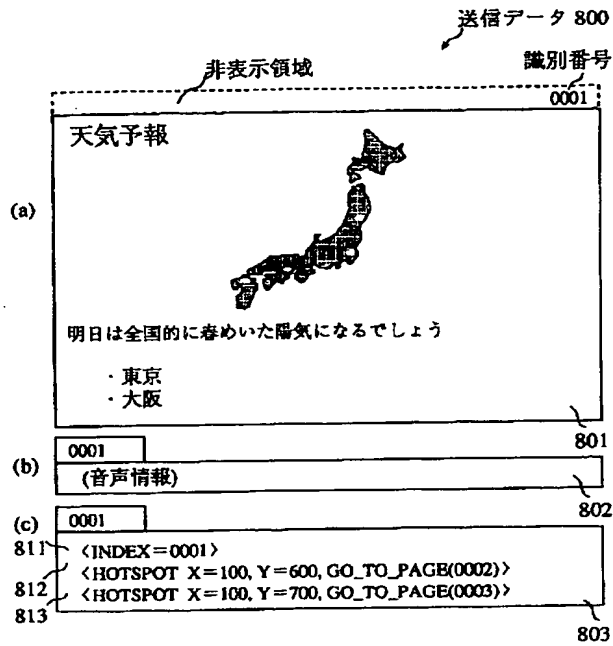 送信データ 800
非表示領域
識別番号
0001
(a)
天気予報
明日は全国的に春めいた陽気になるでしょう
・東京
・大阪
801
(b)
0001
(音声情報)
802
(c)
0001
811
〈INDEX=0001〉
812
〈HOTSPOT X=100, Y=600, GO_TO_PAGE(0002)〉
813
〈HOTSPOT X=100, Y=700, GO_TO_PAGE(0003)〉
803